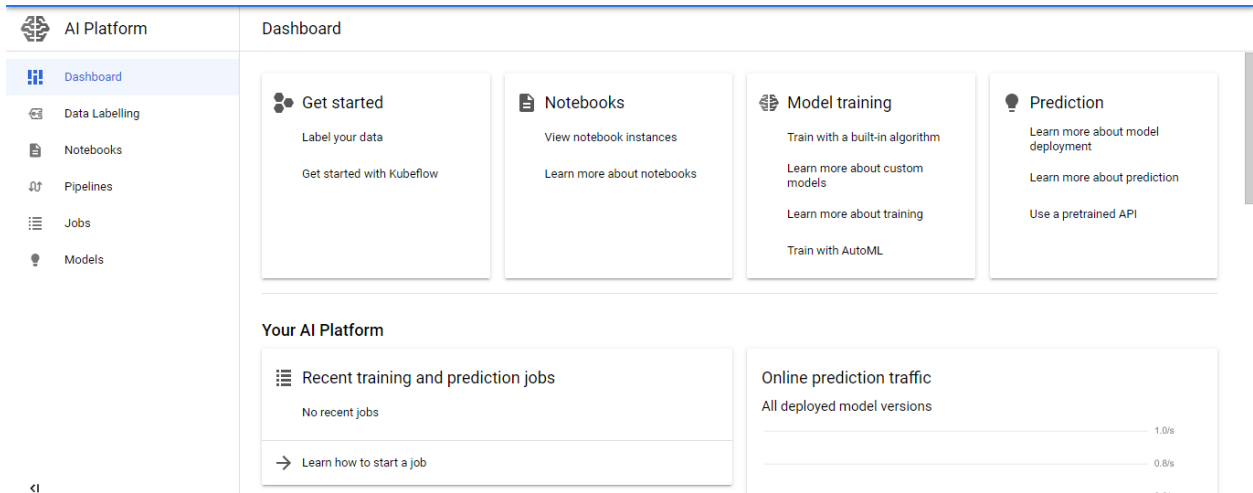 AI Platform
Dashboard
Data Labelling
Notebooks
Pipelines
Jobs
Models
Dashboard
Get started
Label your data
Get started with Kubeflow
Notebooks
View notebook instances
Learn more about notebooks
Model training
Train with a built-in algorithm
Learn more about custom
models
Learn more about training
Train with AutoML
Prediction
Learn more about model
deployment
Learn more about prediction
Use a pretrained API
Your AI Platform
Recent training and prediction jobs
No recent jobs
Learn how to start a job
Online prediction traffic
All deployed model versions
1.0/s
0.8/s